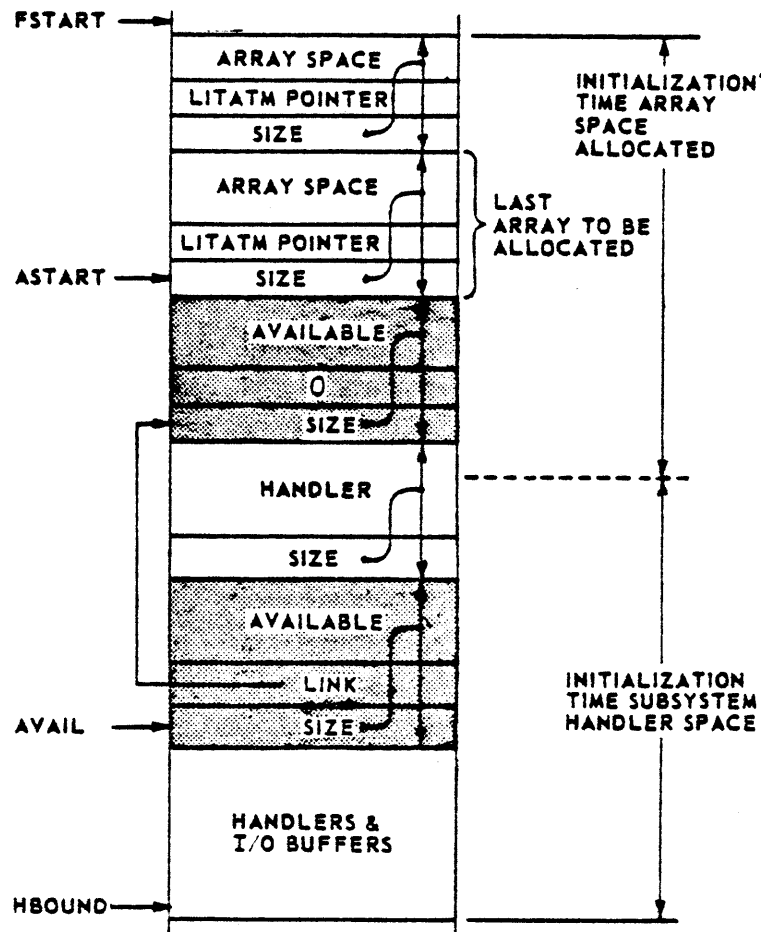 FSTART
ARRAY SPACE
LITATM POINTER
SIZE
INITIALIZATION
TIME ARRAY
SPACE
ALLOCATED
ARRAY SPACE
LITATM POINTER
SIZE
LAST
ARRAY TO BE
ALLOCATED
ASTART
AVAILABLE
0
SIZE
HANDLER
SIZE
AVAILABLE
LINK
SIZE
INITIALIZATION
TIME SUBSYSTEM
HANDLER SPACE
AVAIL
HANDLERS &
I/O BUFFERS
HBOUND